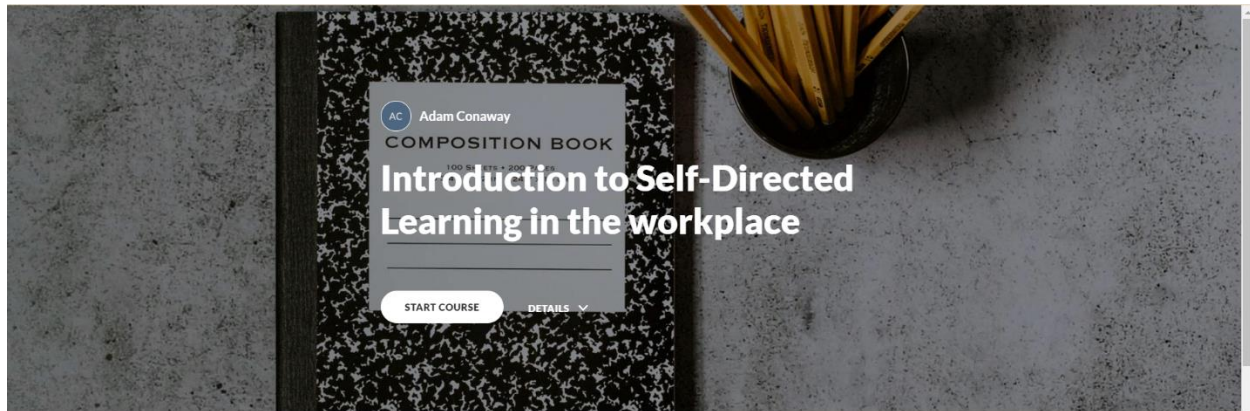 AC
Adam Conaway
COMPOSITION BOOK
Introduction to Self-Directed
Learning in the workplace
START COURSE
DETAILS